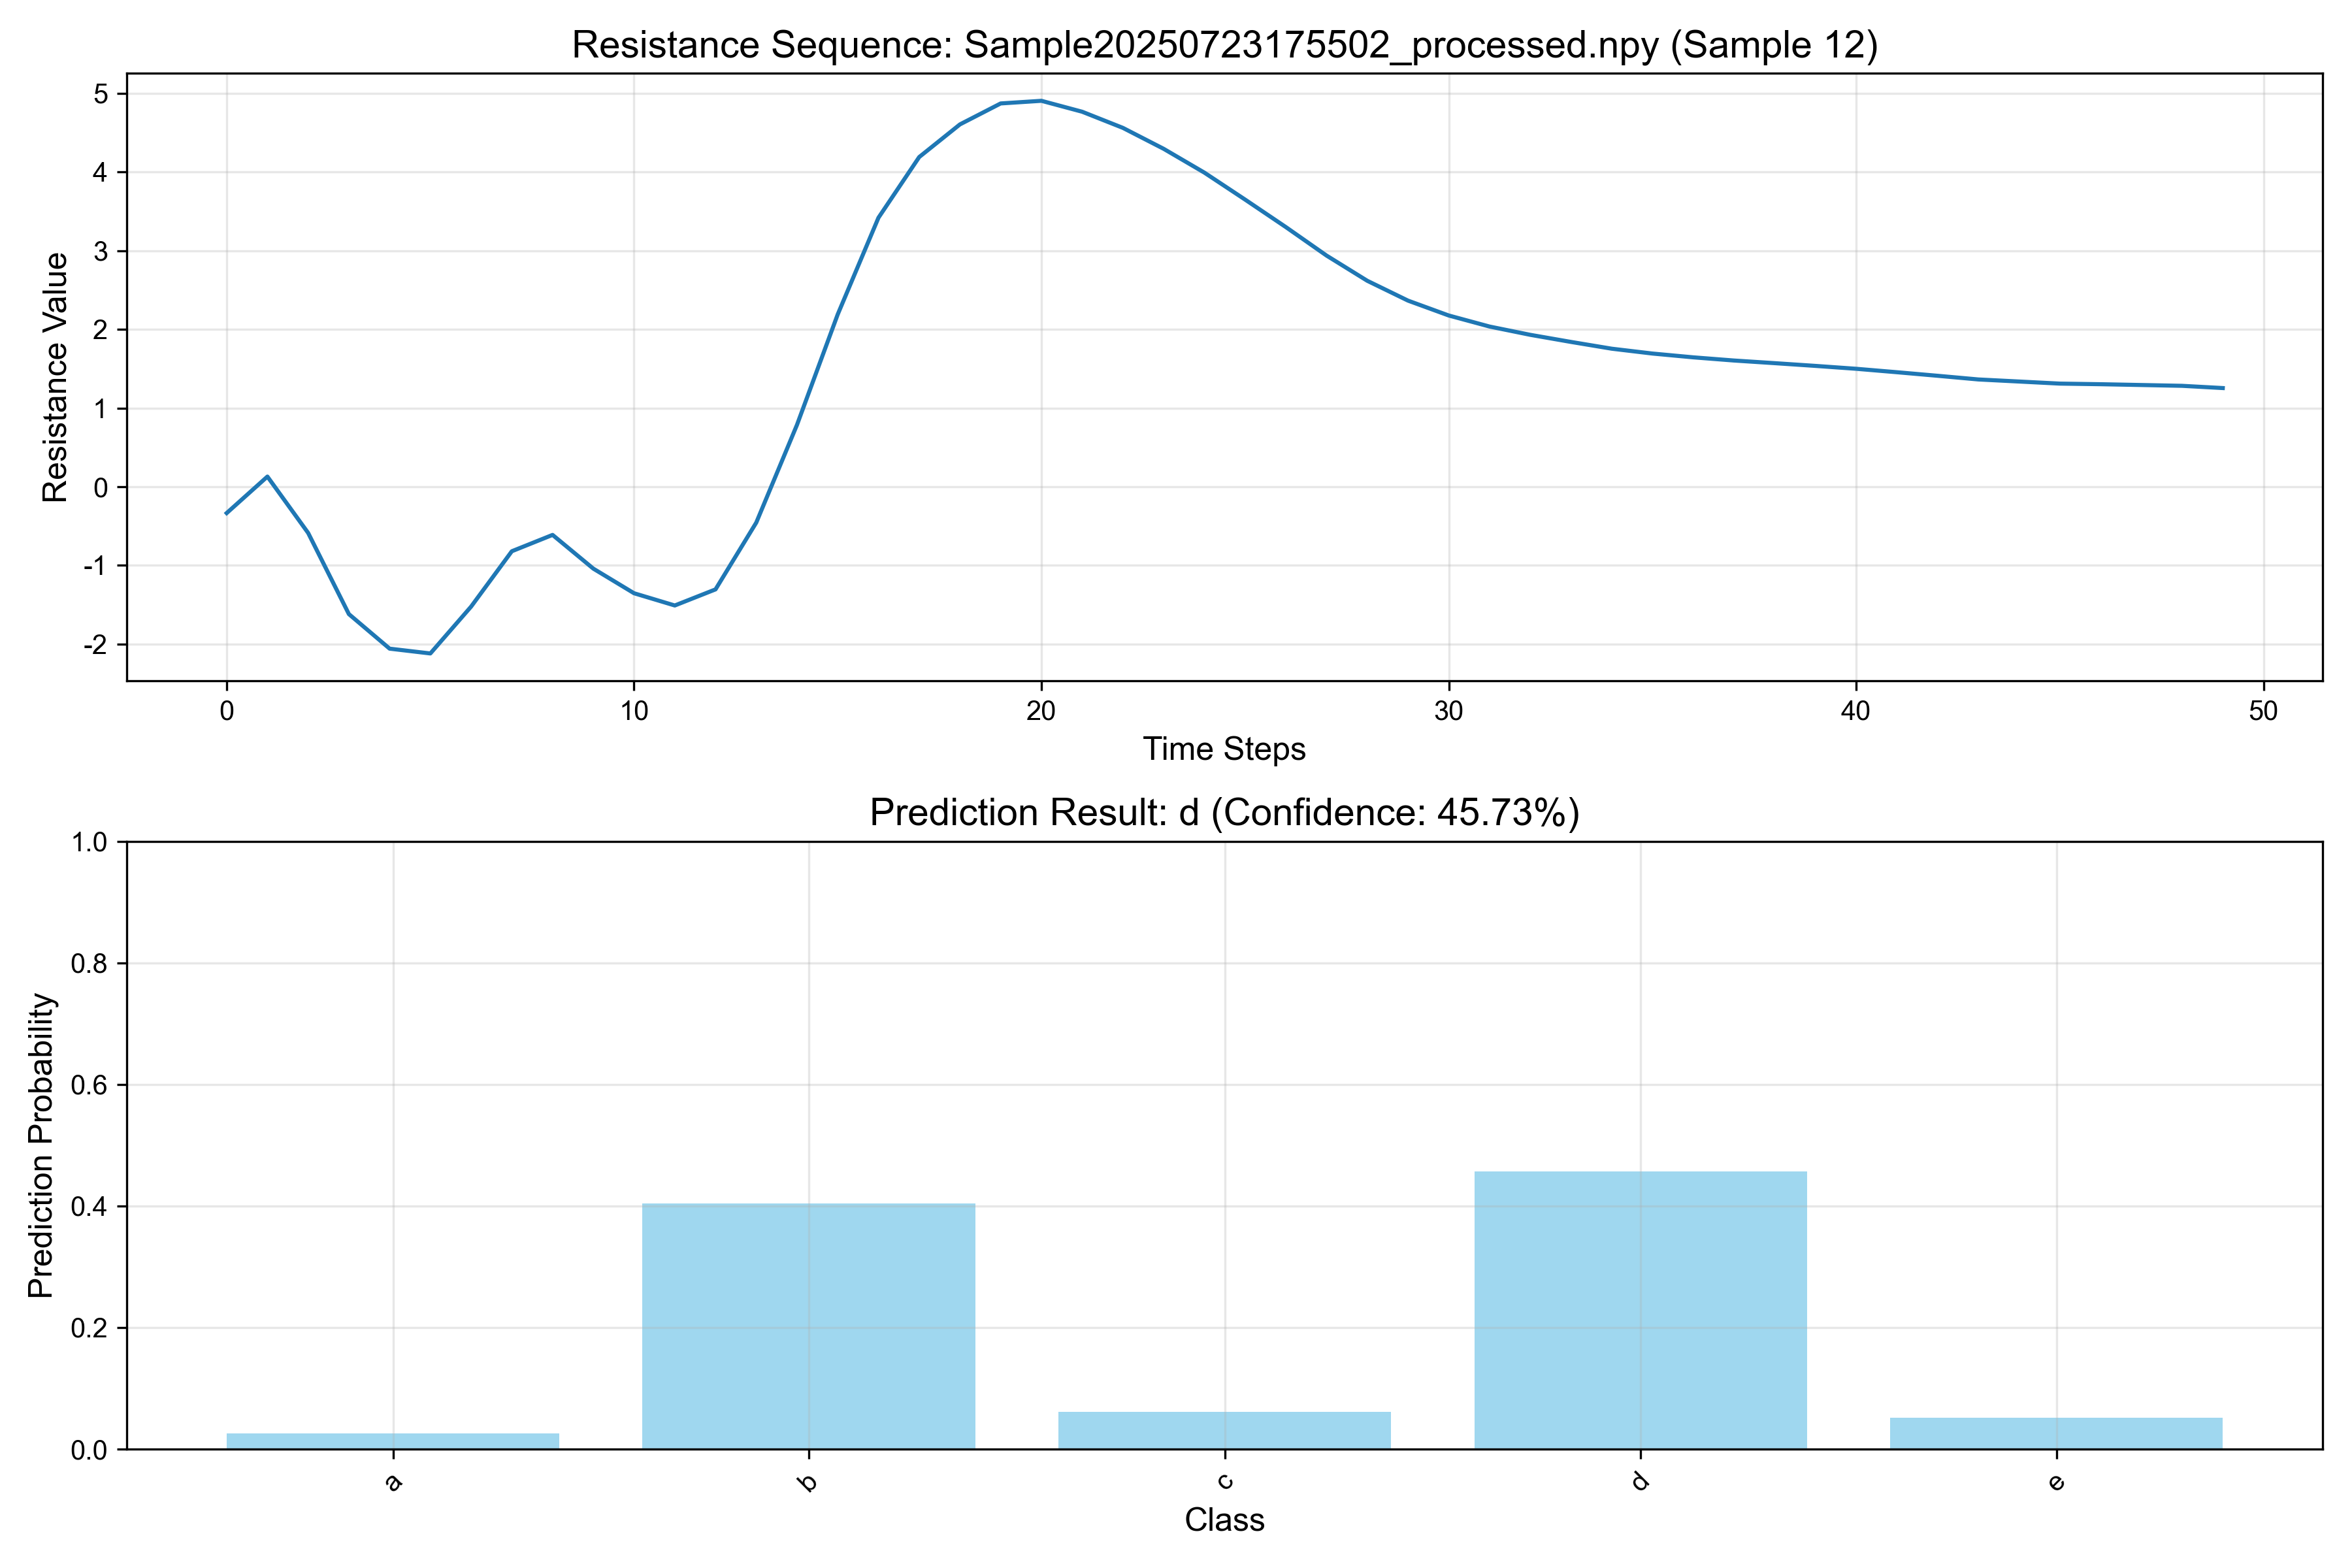 Resistance Sequence: Sample20250723175502_processed.npy (Sample 12)
Resistance Value
5
4
3
2
1
0
-1
-2
0 10 20 30 40 50
Time Steps
Prediction Result: d (Confidence: 45.73%)
Prediction Probability
1.0
0.8
0.6
0.4
0.2
0.0
a b c d e
Class